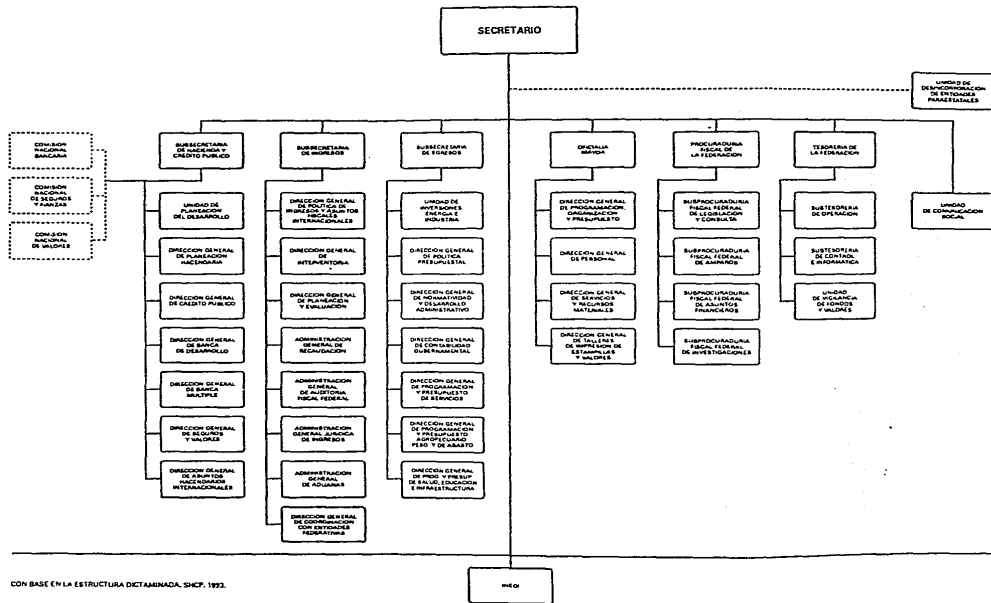 SECRETARIO
UNIDAD DE
DESINCORPORACION
DE ENTIDADES
PARAESTATALES
COMISION
NACIONAL
BANCARIA
COMISION
NACIONAL
DE SEGUROS
Y FIANZAS
COMISION
NACIONAL
DE VALORES
SUBSECRETARIA
DE HACIENDA Y
CREDITO PUBLICO
UNIDAD DE
PLANEACION
DEL DESARROLLO
DIRECCION GENERAL
DE PLANEACION
HACENDARIA
DIRECCION GENERAL
DE CREDITO PUBLICO
DIRECCION GENERAL
DE BANCA
DE DESARROLLO
DIRECCION GENERAL
DE BANCA
MULTIPLE
DIRECCION GENERAL
DE SEGUROS
Y VALORES
DIRECCION GENERAL
DE ASUNTOS
HACENDARIOS
INTERNACIONALES
SUBSECRETARIA
DE INGRESOS
DIRECCION GENERAL
DE POLITICA DE
INGRESOS Y ASUNTOS
FISCALES
INTERNACIONALES
DIRECCION GENERAL
DE
INTERVENTORIA
DIRECCION GENERAL
DE PLANEACION
Y EVALUACION
ADMINISTRACION
GENERAL DE
RECAUDACION
ADMINISTRACION
GENERAL
DE AUDITORIA
FISCAL FEDERAL
ADMINISTRACION
GENERAL JURIDICA
DE INGRESOS
ADMINISTRACION
GENERAL
DE ADUANAS
DIRECCION GENERAL
DE COORDINACION
CON ENTIDADES
FEDERATIVAS
SUBSECRETARIA
DE EGRESOS
UNIDAD DE
INVERSIONES
ENERGIA E
INDUSTRIA
DIRECCION GENERAL
DE POLITICA
PRESUPUESTAL
DIRECCION GENERAL
DE NORMATIVIDAD
Y DESARROLLO
ADMINISTRATIVO
DIRECCION GENERAL
DE CONTABILIDAD
GUBERNAMENTAL
DIRECCION GENERAL
DE PROGRAMACION
Y PRESUPUESTO
DE SERVICIOS
DIRECCION GENERAL
DE PROGRAMACION
Y PRESUPUESTO
AGROPECUARIO
PESQ. Y DE ABASTO
DIRECCION GENERAL
DE PROG. Y PRESUP.
DE SALUD, EDUCACION
E INFRAESTRUCTURA
OFICIALIA
MAYOR
DIRECCION GENERAL
DE PROGRAMACION,
ORGANIZACION
Y PRESUPUESTO
DIRECCION GENERAL
DE PERSONAL
DIRECCION GENERAL
DE SERVICIOS
Y RECURSOS
MATERIALES
DIRECCION GENERAL
DE TALLERES
DE IMPRESION DE
ESTAMPILLAS
Y VALORES
PROCURADURIA
FISCAL DE
LA FEDERACION
SUBPROCURADURIA
FISCAL FEDERAL
DE LEGISLACION
Y CONSULTA
SUBPROCURADURIA
FISCAL FEDERAL
DE AMPAROS
SUBPROCURADURIA
FISCAL FEDERAL
DE ASUNTOS
FINANCIEROS
SUBPROCURADURIA
FISCAL FEDERAL
DE INVESTIGACIONES
TESORERIA DE
LA FEDERACION
SUBTESORERIA
DE OPERACION
SUBTESORERIA
DE CONTROL
E INFORMATICA
UNIDAD
DE VIGILANCIA
DE FONDOS
Y VALORES
UNIDAD
DE COMUNICACION
SOCIAL
CON BASE EN LA ESTRUCTURA DICTAMINADA, SHCP. 1993.
INEGI